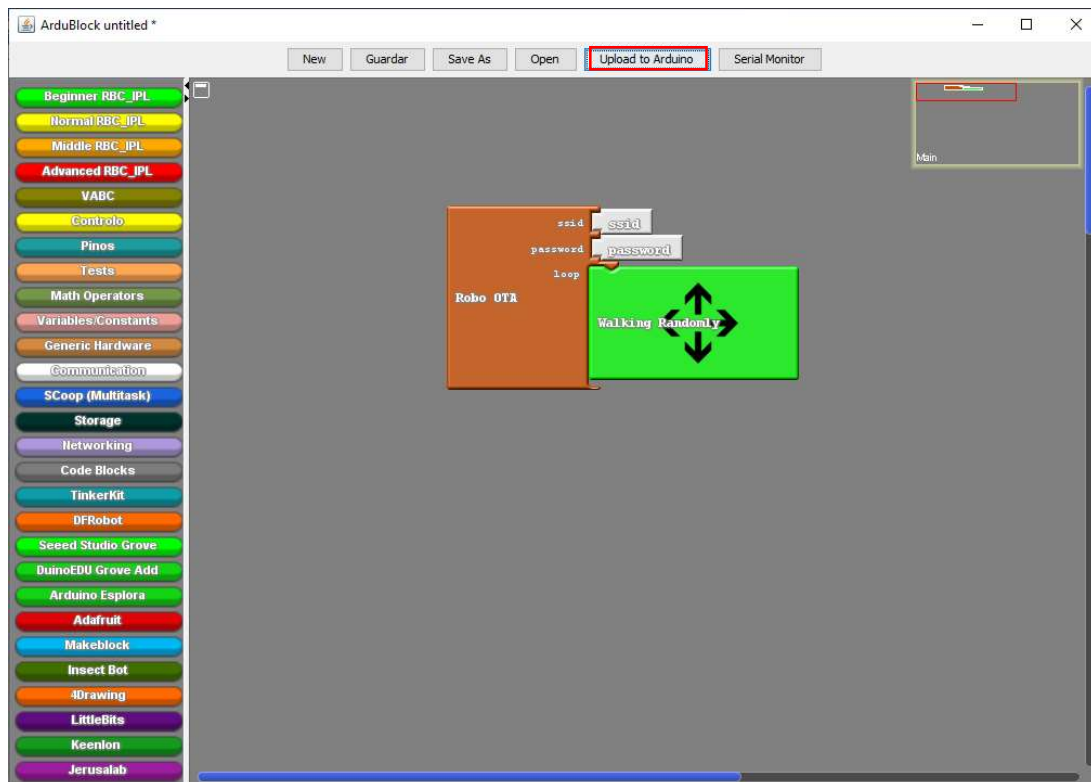 ArduBlock untitled *
New Guardar Save As Open Upload to Arduino Serial Monitor
Beginner RBC_IPL
Normal RBC_IPL
Middle RBC_IPL
Advanced RBC_IPL
VABC
Controlo
Pinos
Tests
Math Operators
Variables/Constants
Generic Hardware
Communication
SCoop (Multitask)
Storage
Networking
Code Blocks
TinkerKit
DFRobot
Seeed Studio Grove
DuinoEDU Grove Add
Arduino Esplora
Adafruit
Makeblock
Insect Bot
4Drawing
LittleBits
Keenlon
Jerusalab
ssid ssid
password password
loop
Robo OTA
Walking Randomly
Main